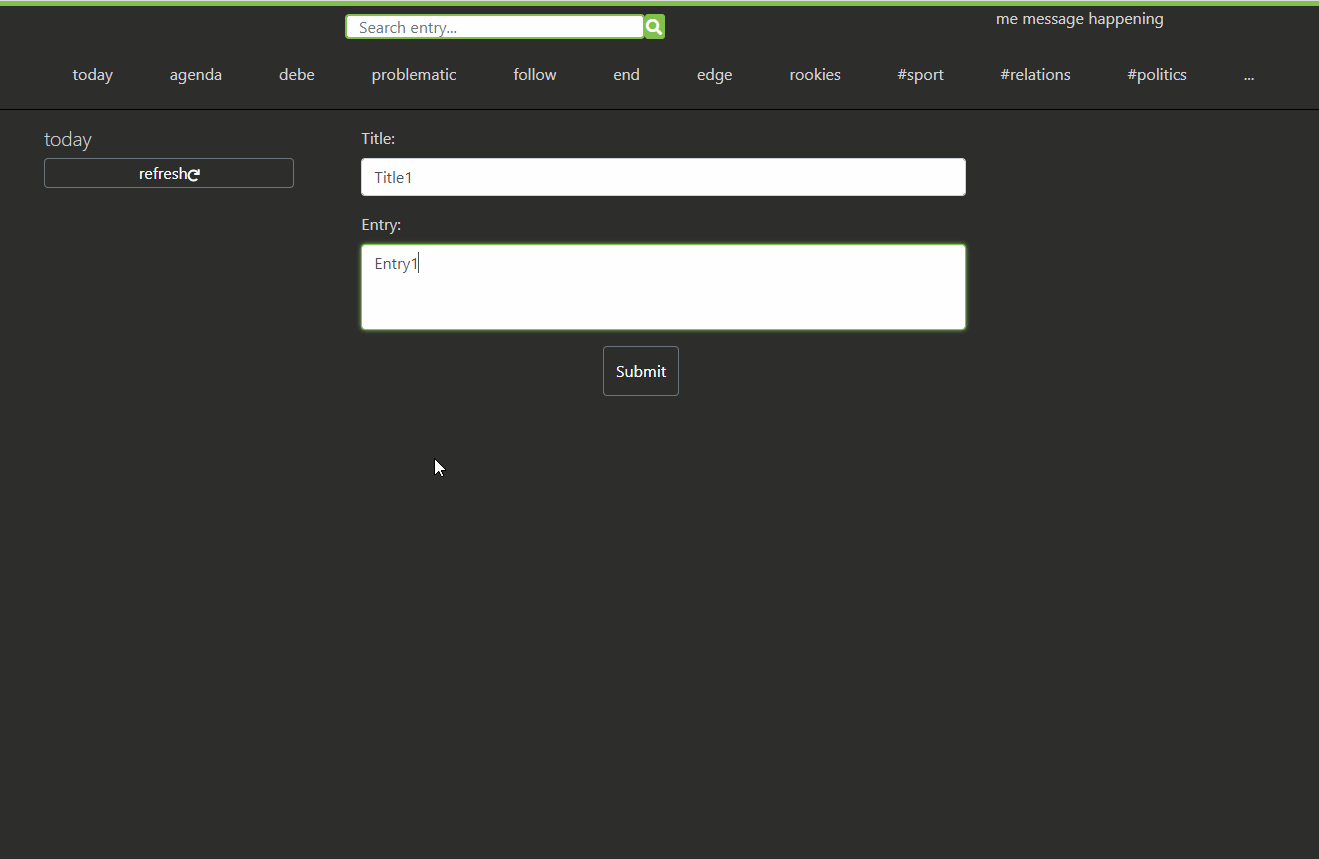 Search entry...
me message happening
today agenda debe problematic follow end edge rookies #sport #relations #politics ...
today
refresh
Title:
Title1
Entry:
Entry1
Submit